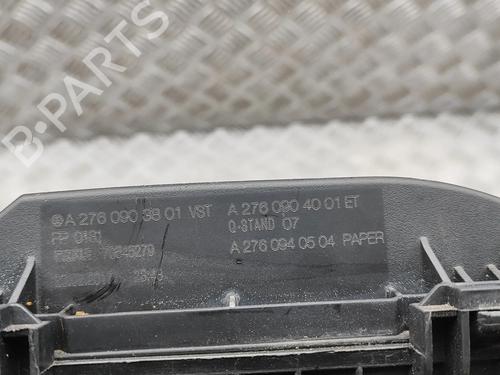 A 276 090 38 01 VST
PP 0181
A 276 090 40 01 ET
Q-STAND 07
A 276 094 05 04 PAPER
B-Parts